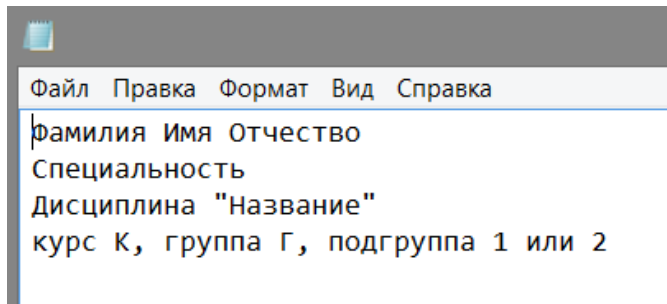 Файл Правка Формат Вид Справка
Фамилия Имя Отчество
Специальность
Дисциплина "Название"
курс К, группа Г, подгруппа 1 или 2